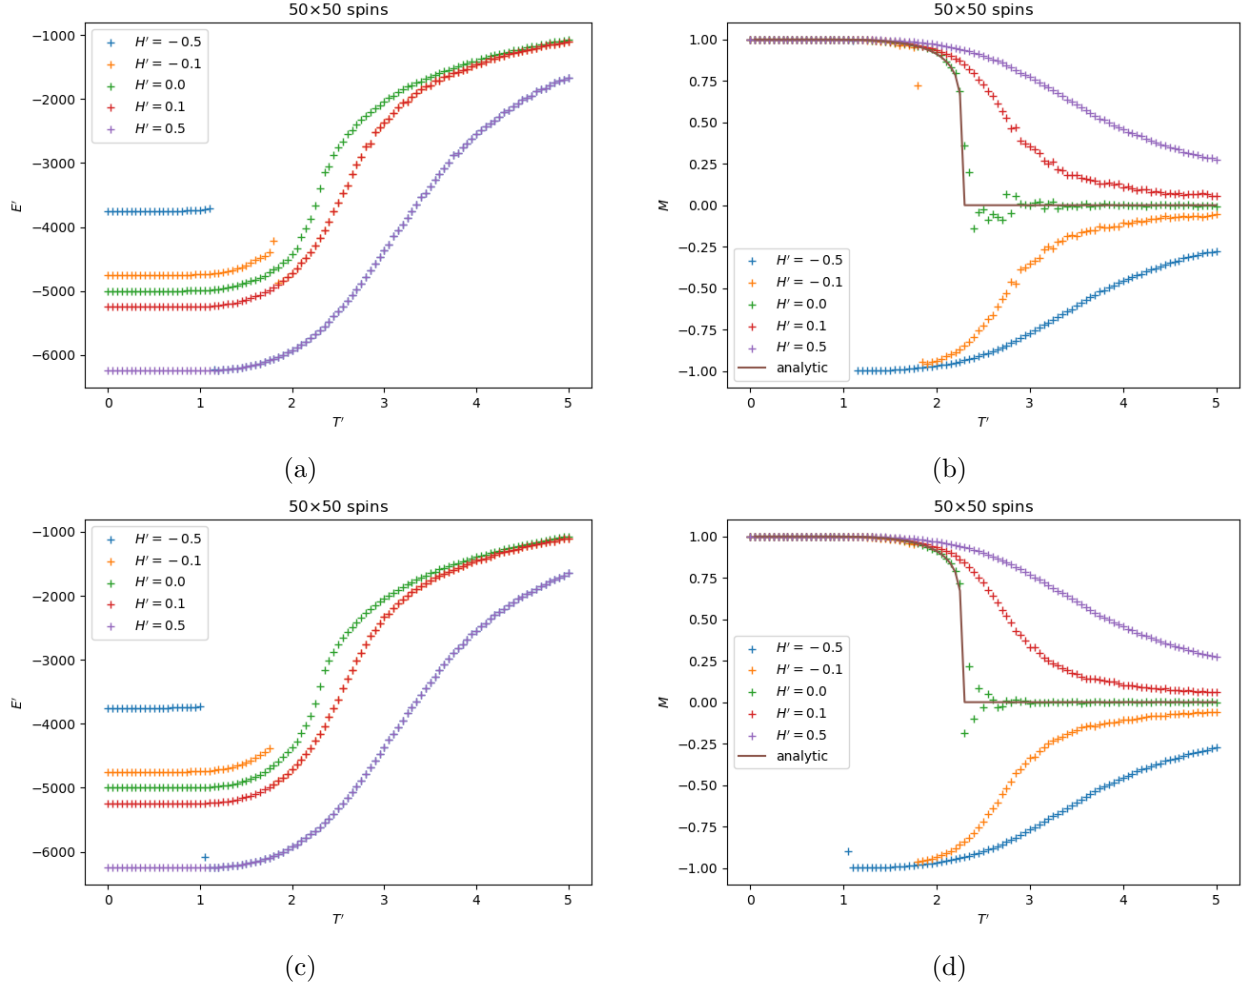 50×50 spins
−1000
−2000
−3000
−4000
−5000
−6000
E′
H′ = −0.5
H′ = −0.1
H′ = 0.0
H′ = 0.1
H′ = 0.5
0 1 2 3 4 5
T′
(a)
50×50 spins
1.00
0.75
0.50
0.25
0.00
−0.25
−0.50
−0.75
−1.00
M
H′ = −0.5
H′ = −0.1
H′ = 0.0
H′ = 0.1
H′ = 0.5
analytic
0 1 2 3 4 5
T′
(b)
50×50 spins
−1000
−2000
−3000
−4000
−5000
−6000
E′
H′ = −0.5
H′ = −0.1
H′ = 0.0
H′ = 0.1
H′ = 0.5
0 1 2 3 4 5
T′
(c)
50×50 spins
1.00
0.75
0.50
0.25
0.00
−0.25
−0.50
−0.75
−1.00
M
H′ = −0.5
H′ = −0.1
H′ = 0.0
H′ = 0.1
H′ = 0.5
analytic
0 1 2 3 4 5
T′
(d)